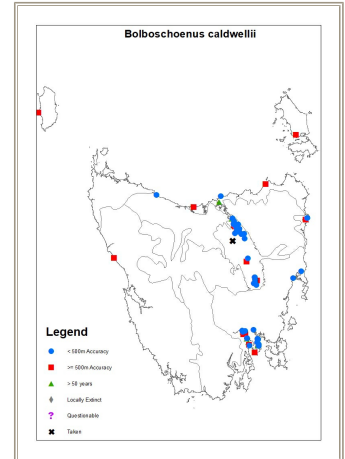 Bolboschoenus caldwellii
Legend
< 500m Accuracy
>= 500m Accuracy
> 50 years
Locally Extinct
? Questionable
Taken